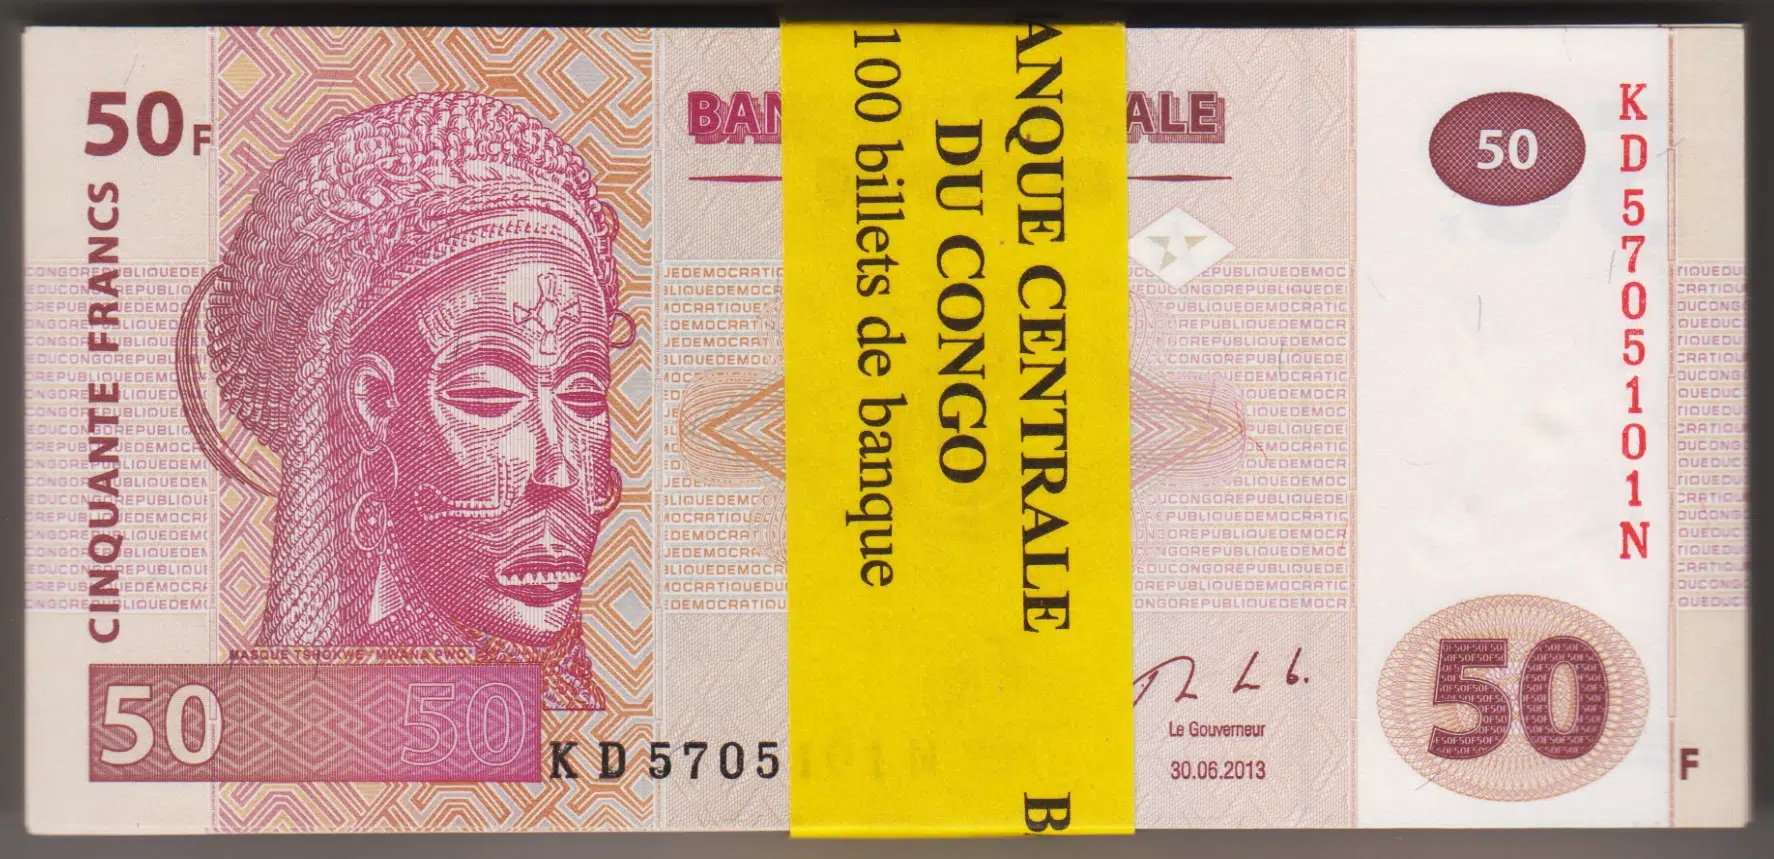 50F
CINQUANTE FRANCS
MASQUE TSHOKWE "MWANA PWO"
50
50
KD5705101N
BAN
ALE
ANQUE CENTRALE
DU CONGO
100 billets de banque
B
Le Gouverneur
30.06.2013
50
KD5705101N
50
F